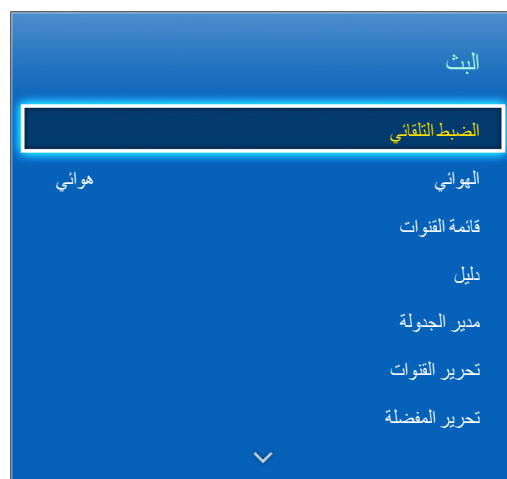 البث
الضبط التلقائي
الهوائي هوائي
قائمة القنوات
دليل
مدير الجدولة
تحرير القنوات
تحرير المفضلة